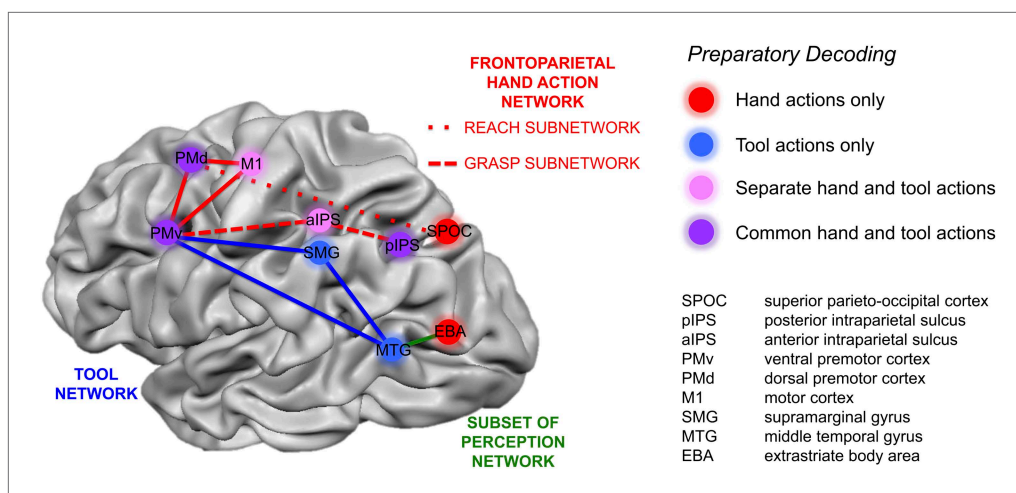 FRONTOPARIETAL
HAND ACTION
NETWORK
REACH SUBNETWORK
GRASP SUBNETWORK
PMd
M1
PMv
aIPS
SPOC
pIPS
SMG
EBA
MTG
TOOL
NETWORK
SUBSET OF
PERCEPTION
NETWORK
Preparatory Decoding
Hand actions only
Tool actions only
Separate hand and tool actions
Common hand and tool actions
SPOC superior parieto-occipital cortex
pIPS posterior intraparietal sulcus
aIPS anterior intraparietal sulcus
PMv ventral premotor cortex
PMd dorsal premotor cortex
M1 motor cortex
SMG supramarginal gyrus
MTG middle temporal gyrus
EBA extrastriate body area